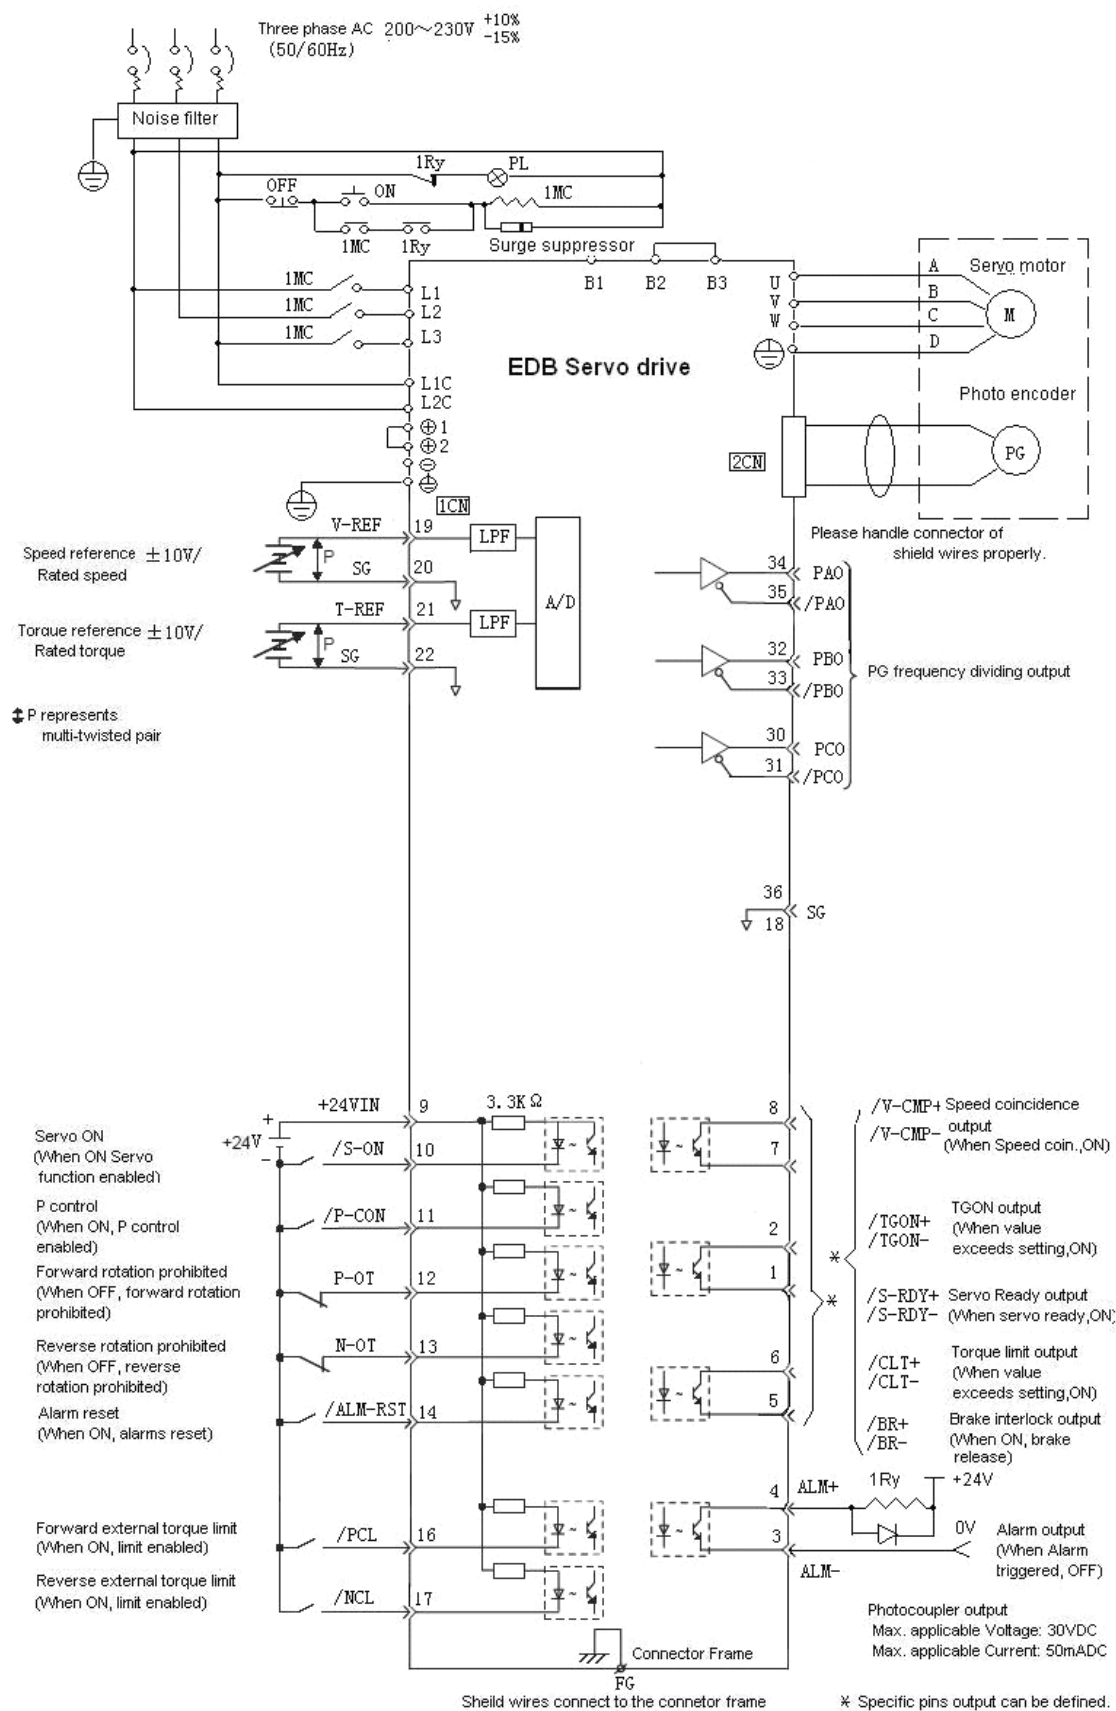 Three phase AC 200～230V +10%
-15%
(50/60Hz)
Noise filter
1Ry
PL
OFF
ON
1MC
1MC
1Ry
Surge suppressor
B1
B2
B3
1MC
1MC
1MC
L1
L2
L3
L1C
L2C
⊕1
⊕2
⊖
U
V
W
A
B
C
D
Servo motor
M
EDB Servo drive
Photo encoder
PG
2CN
1CN
Please handle connector of
shield wires properly.
Speed reference ±10V/
Rated speed
V-REF
19
LPF
P
SG
20
A/D
Torque reference ±10V/
Rated torque
T-REF
21
LPF
P
SG
22
↕P represents
multi-twisted pair
34
PAO
35
/PAO
32
PBO
33
/PBO
30
PCO
31
/PCO
PG frequency dividing output
36
SG
18
+24VIN
9
3.3KΩ
+
+24V
-
Servo ON
(When ON Servo
function enabled)
/S-ON
10
P control
(When ON, P control
enabled)
/P-CON
11
Forward rotation prohibited
(When OFF, forward rotation
prohibited)
P-OT
12
Reverse rotation prohibited
(When OFF, reverse
rotation prohibited)
N-OT
13
Alarm reset
(When ON, alarms reset)
/ALM-RST
14
Forward external torque limit
(When ON, limit enabled)
/PCL
16
Reverse external torque limit
(When ON, limit enabled)
/NCL
17
8
7
2
1
6
5
*
*
/V-CMP+ Speed coincidence
output
/V-CMP- (When Speed coin.,ON)
TGON output
/TGON+ (When value
/TGON- exceeds setting,ON)
/S-RDY+ Servo Ready output
/S-RDY- (When servo ready,ON)
Torque limit output
/CLT+ (When value
/CLT- exceeds setting,ON)
/BR+ Brake interlock output
/BR- (When ON, brake
release)
4
ALM+
1Ry
+24V
3
ALM-
0V
Alarm output
(When Alarm
triggered, OFF)
Photocoupler output
Max. applicable Voltage: 30VDC
Max. applicable Current: 50mADC
Connector Frame
FG
Sheild wires connect to the connetor frame
* Specific pins output can be defined.